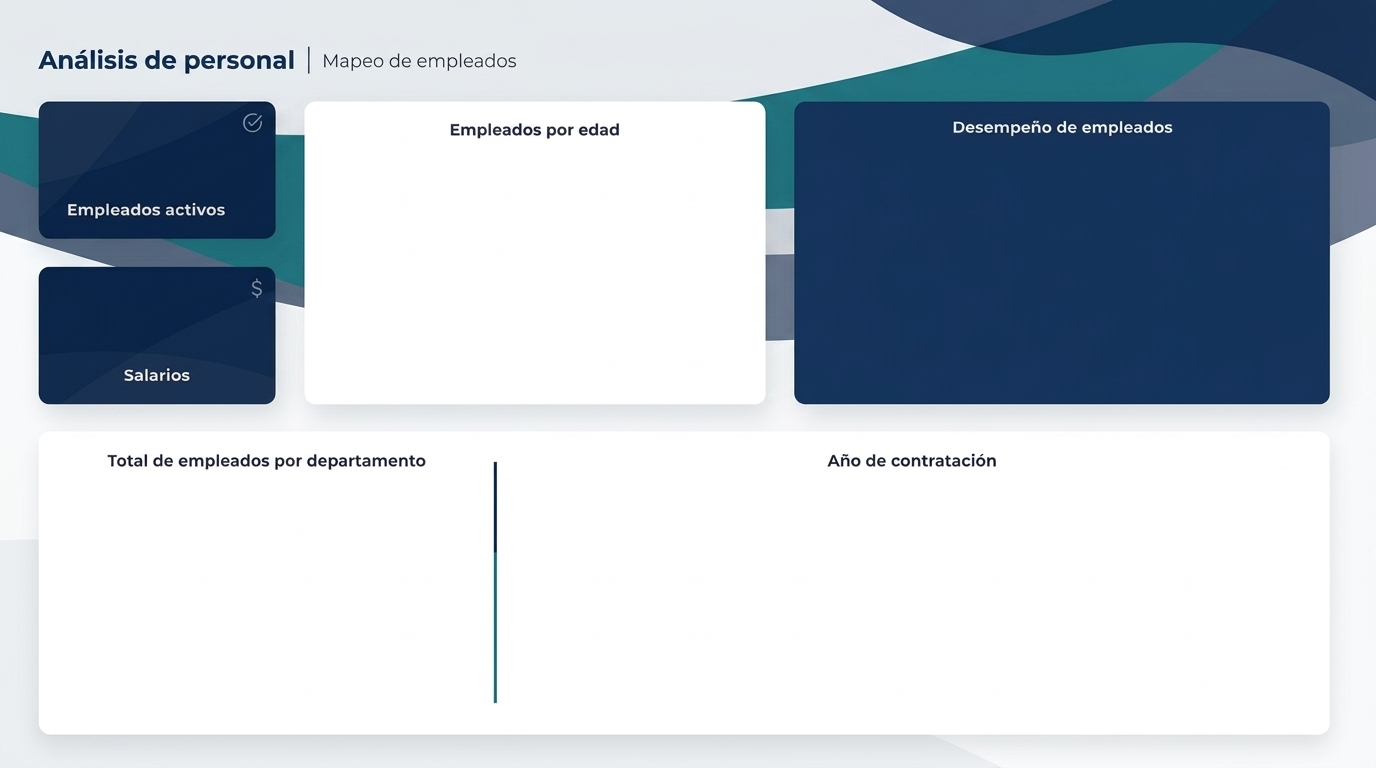 Análisis de personal | Mapeo de empleados
Empleados activos
$
Salarios
Empleados por edad
Desempeño de empleados
Total de empleados por departamento
Año de contratación